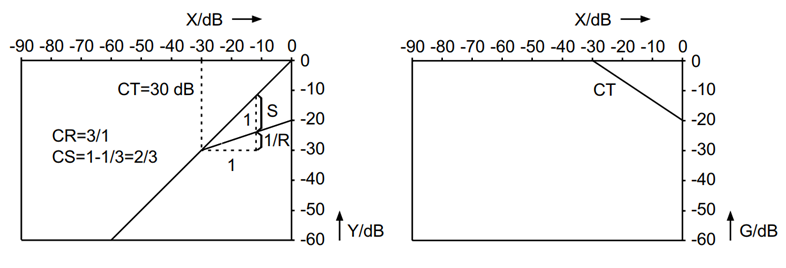 X/dB
-90 -80 -70 -60 -50 -40 -30 -20 -10 0
0
-10
CT=30 dB
S
1
-20
CR=3/1
1/R
CS=1-1/3=2/3
-30
1
-40
-50
-60
Y/dB
X/dB
-90 -80 -70 -60 -50 -40 -30 -20 -10 0
0
CT
-10
-20
-30
-40
-50
-60
G/dB